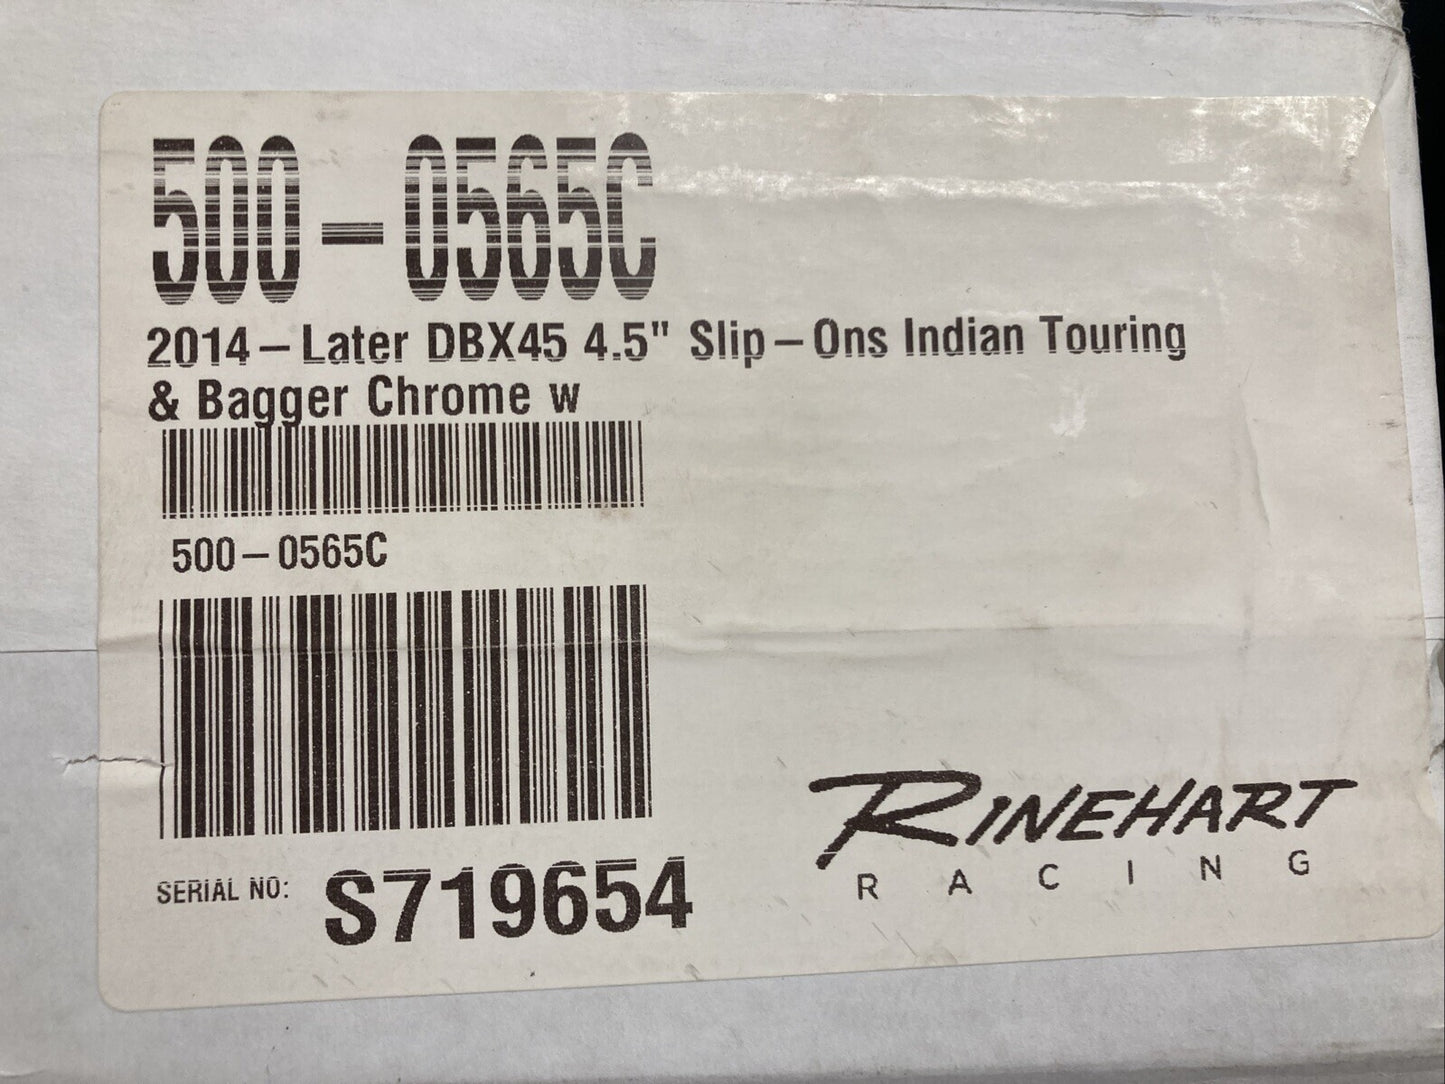 500-0565C
2014-Later DBX45 4.5" Slip-Ons Indian Touring
& Bagger Chrome w
500-0565C
SERIAL NO: S719654
RINEHART
RACING